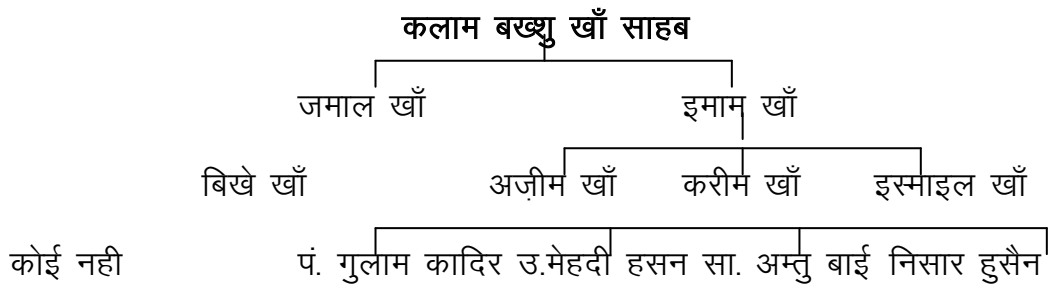 कलाम बख्शु खाँ साहब
जमाल खाँ इमाम खाँ
बिखे खाँ अज़ीम खाँ करीम खाँ इस्माइल खाँ
कोई नही पं. गुलाम कादिर उ.मेहदी हसन सा. अम्तु बाई निसार हुसैन